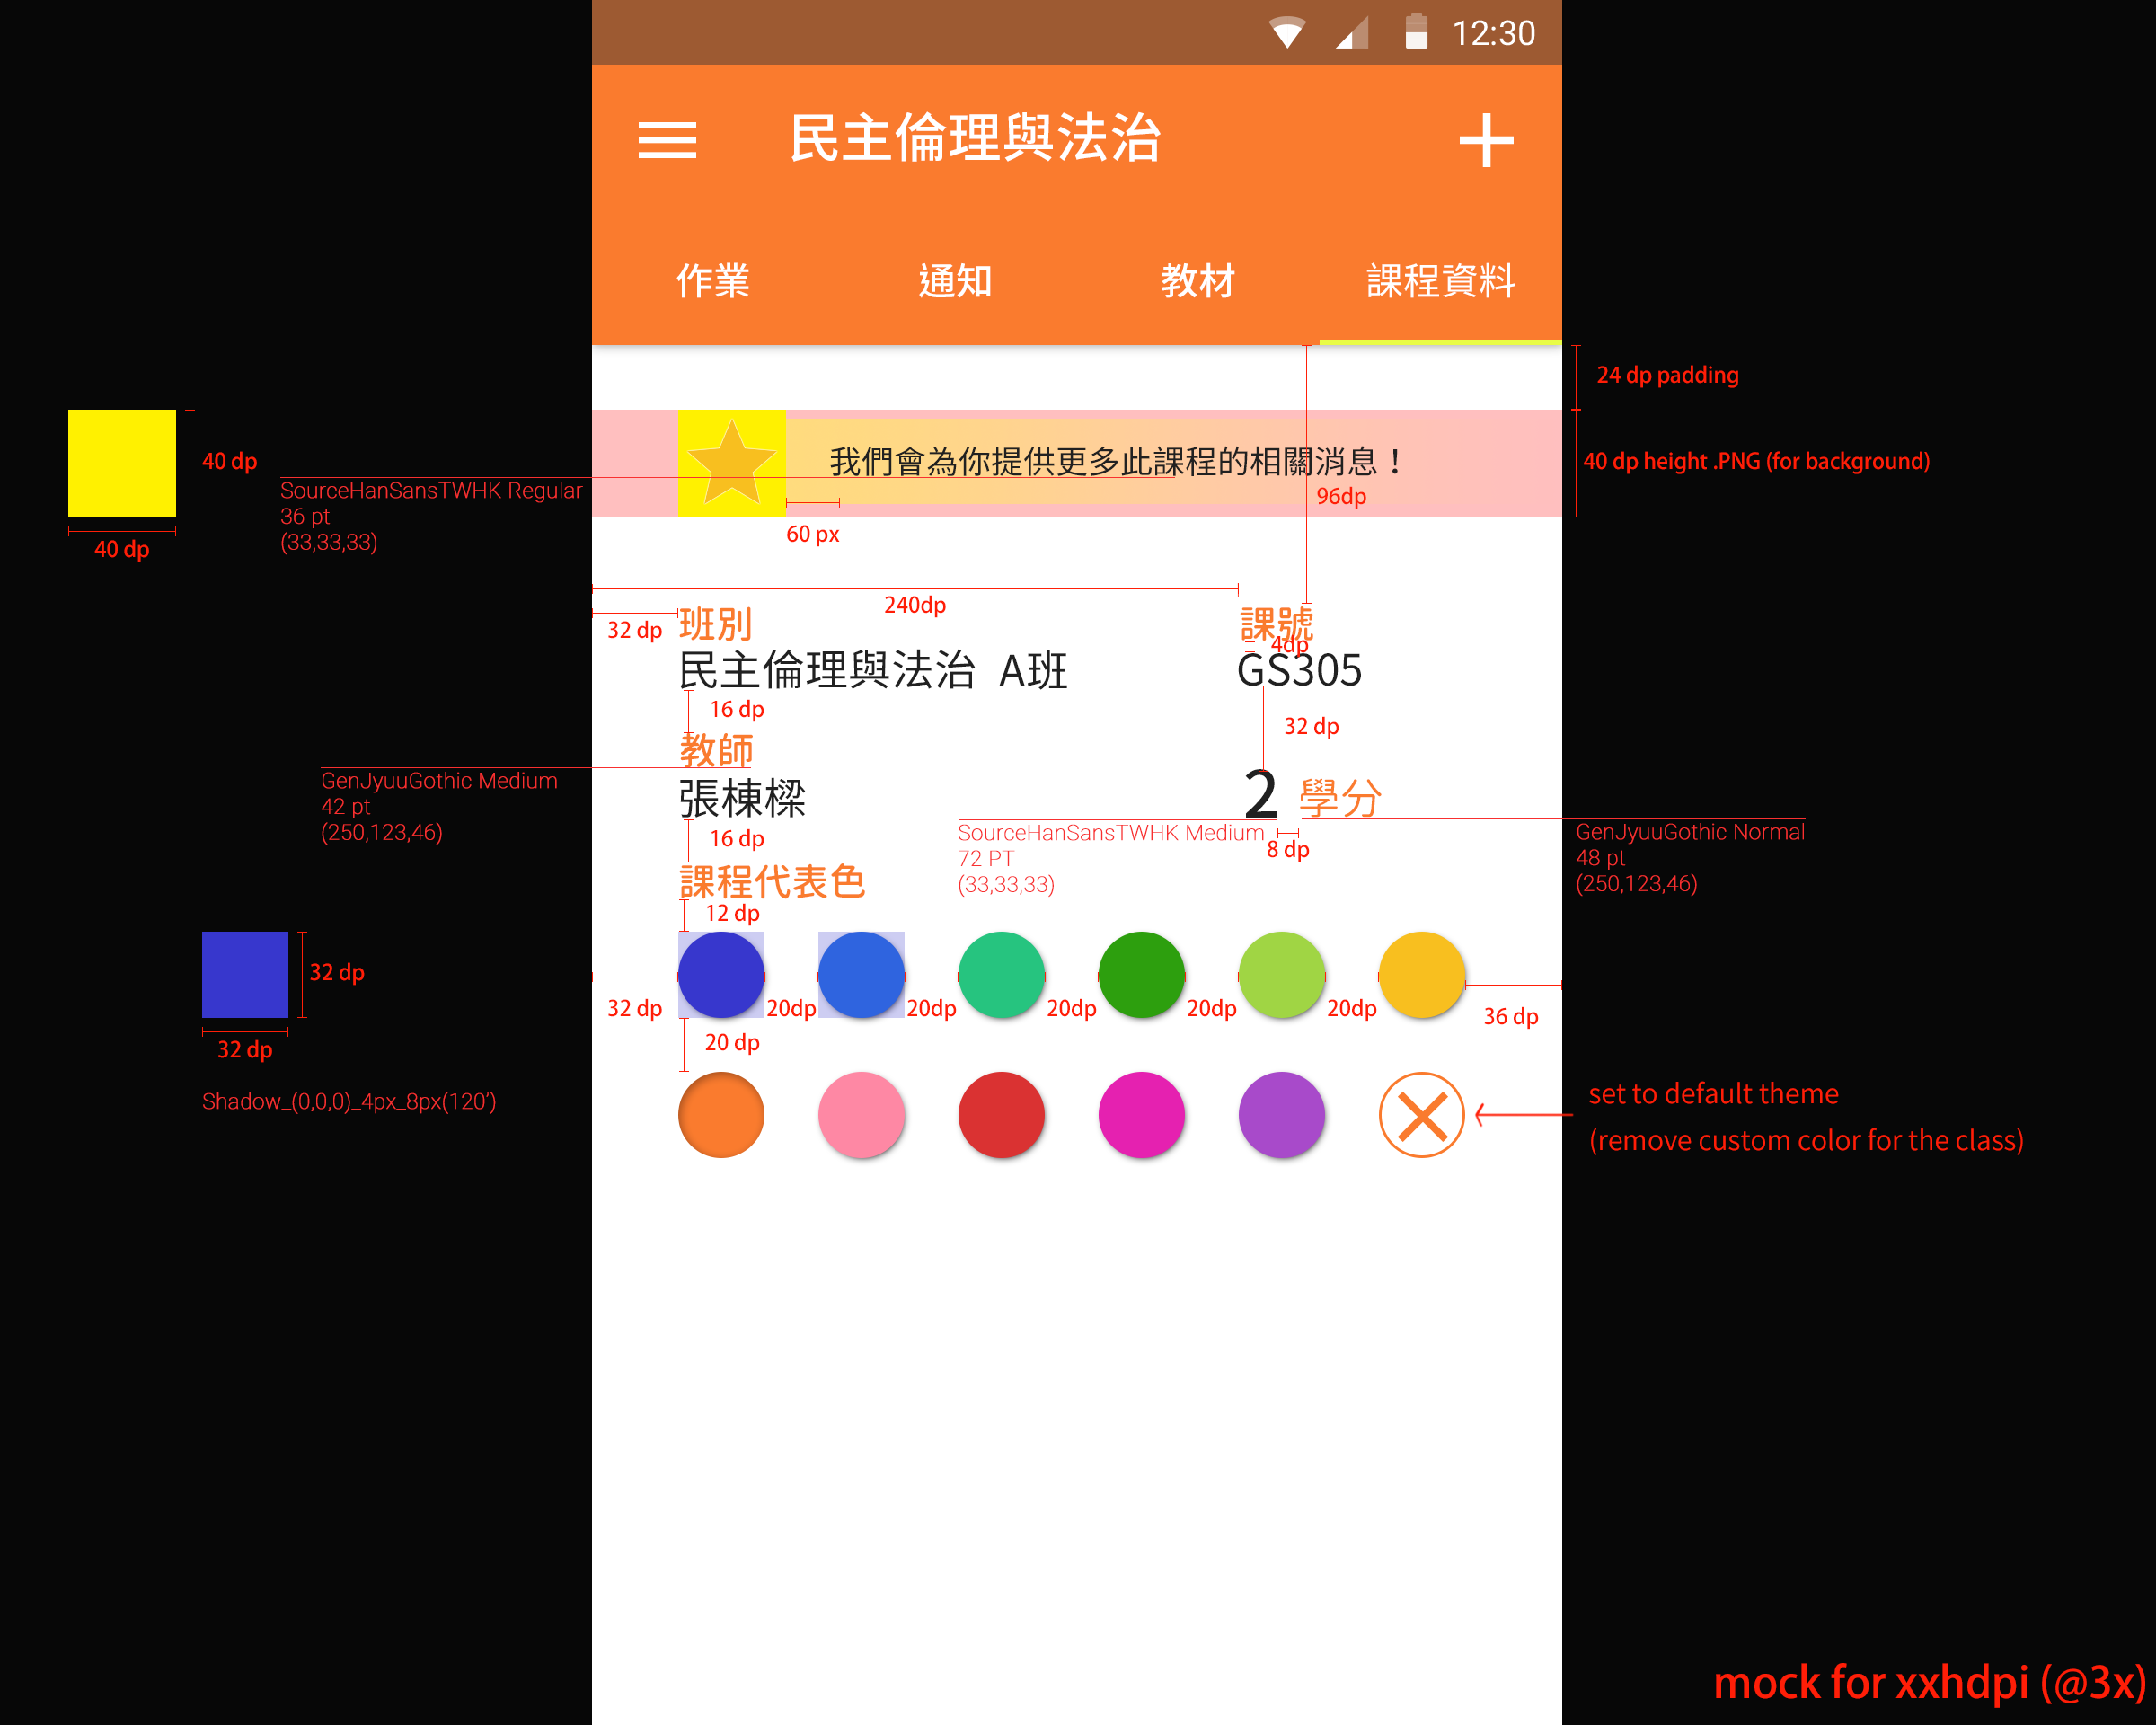 12:30
民主倫理與法治
作業
通知
教材
課程資料
24 dp padding
40 dp
我們會為你提供更多此課程的相關消息！
40 dp height .PNG (for background)
SourceHanSansTWHK Regular
36 pt
(33,33,33)
96dp
40 dp
60 px
240dp
32 dp
班別
課號
4dp
民主倫理與法治 A班
GS305
16 dp
32 dp
教師
GenJyuuGothic Medium
42 pt
(250,123,46)
張棟樑
2 學分
16 dp
SourceHanSansTWHK Medium
72 PT
(33,33,33)
8 dp
GenJyuuGothic Normal
48 pt
(250,123,46)
課程代表色
12 dp
32 dp
32 dp
20dp
20dp
20dp
20dp
20dp
36 dp
32 dp
20 dp
Shadow_(0,0,0)_4px_8px(120’)
set to default theme
(remove custom color for the class)
mock for xxhdpi (@3x)